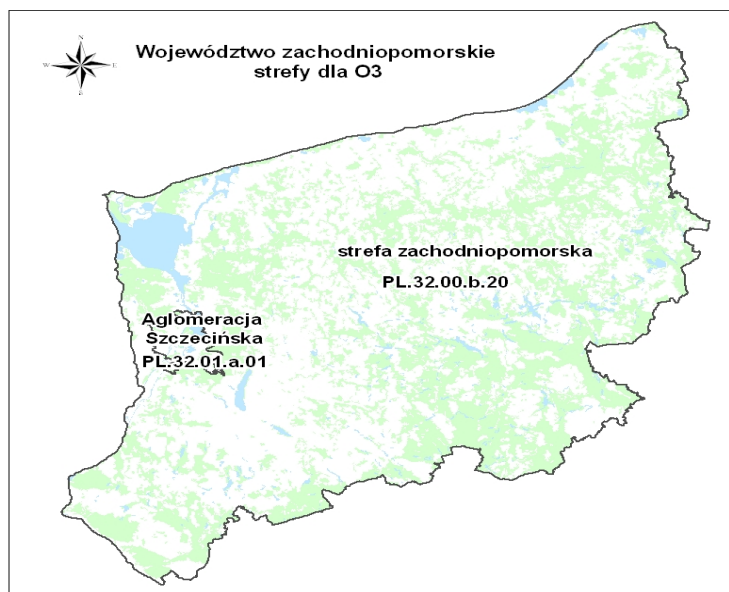 Województwo zachodniopomorskie
strefy dla O3
N
W
E
S
strefa zachodniopomorska
PL.32.00.b.20
Aglomeracja
Szczecińska
PL.32.01.a.01